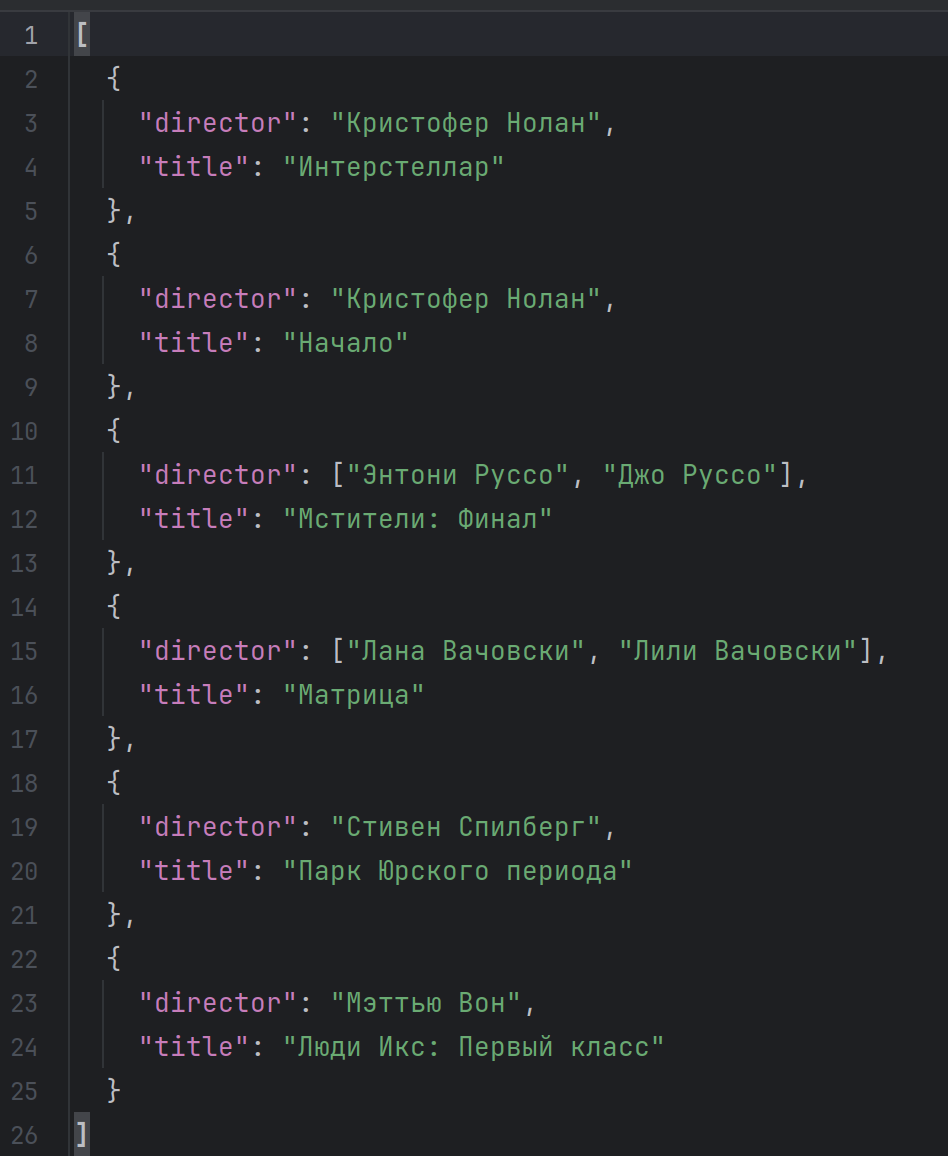 1 [
2 {
3 "director": "Кристофер Нолан",
4 "title": "Интерстеллар"
5 },
6 {
7 "director": "Кристофер Нолан",
8 "title": "Начало"
9 },
10 {
11 "director": ["Энтони Руссо", "Джо Руссо"],
12 "title": "Мстители: Финал"
13 },
14 {
15 "director": ["Лана Вачовски", "Лили Вачовски"],
16 "title": "Матрица"
17 },
18 {
19 "director": "Стивен Спилберг",
20 "title": "Парк Юрского периода"
21 },
22 {
23 "director": "Мэттью Вон",
24 "title": "Люди Икс: Первый класс"
25 }
26 ]